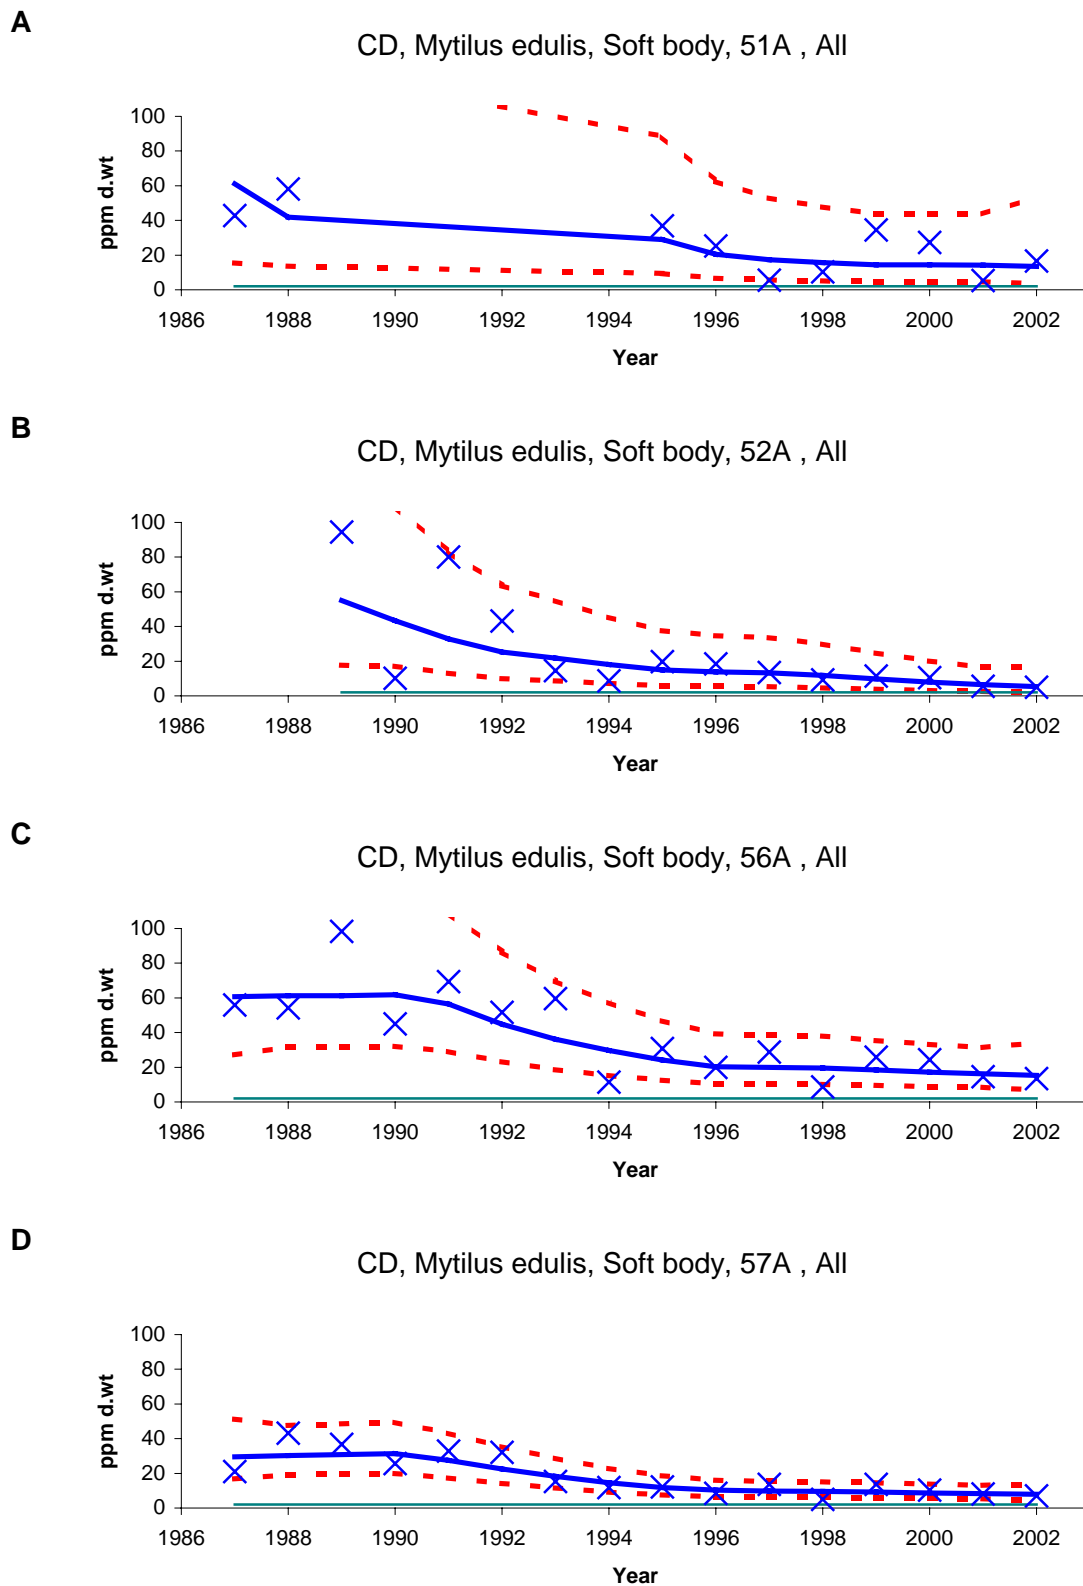 A
CD, Mytilus edulis, Soft body, 51A , All
ppm d.wt
100
80
60
40
20
0
1986 1988 1990 1992 1994 1996 1998 2000 2002
Year
B
CD, Mytilus edulis, Soft body, 52A , All
ppm d.wt
100
80
60
40
20
0
1986 1988 1990 1992 1994 1996 1998 2000 2002
Year
C
CD, Mytilus edulis, Soft body, 56A , All
ppm d.wt
100
80
60
40
20
0
1986 1988 1990 1992 1994 1996 1998 2000 2002
Year
D
CD, Mytilus edulis, Soft body, 57A , All
ppm d.wt
100
80
60
40
20
0
1986 1988 1990 1992 1994 1996 1998 2000 2002
Year